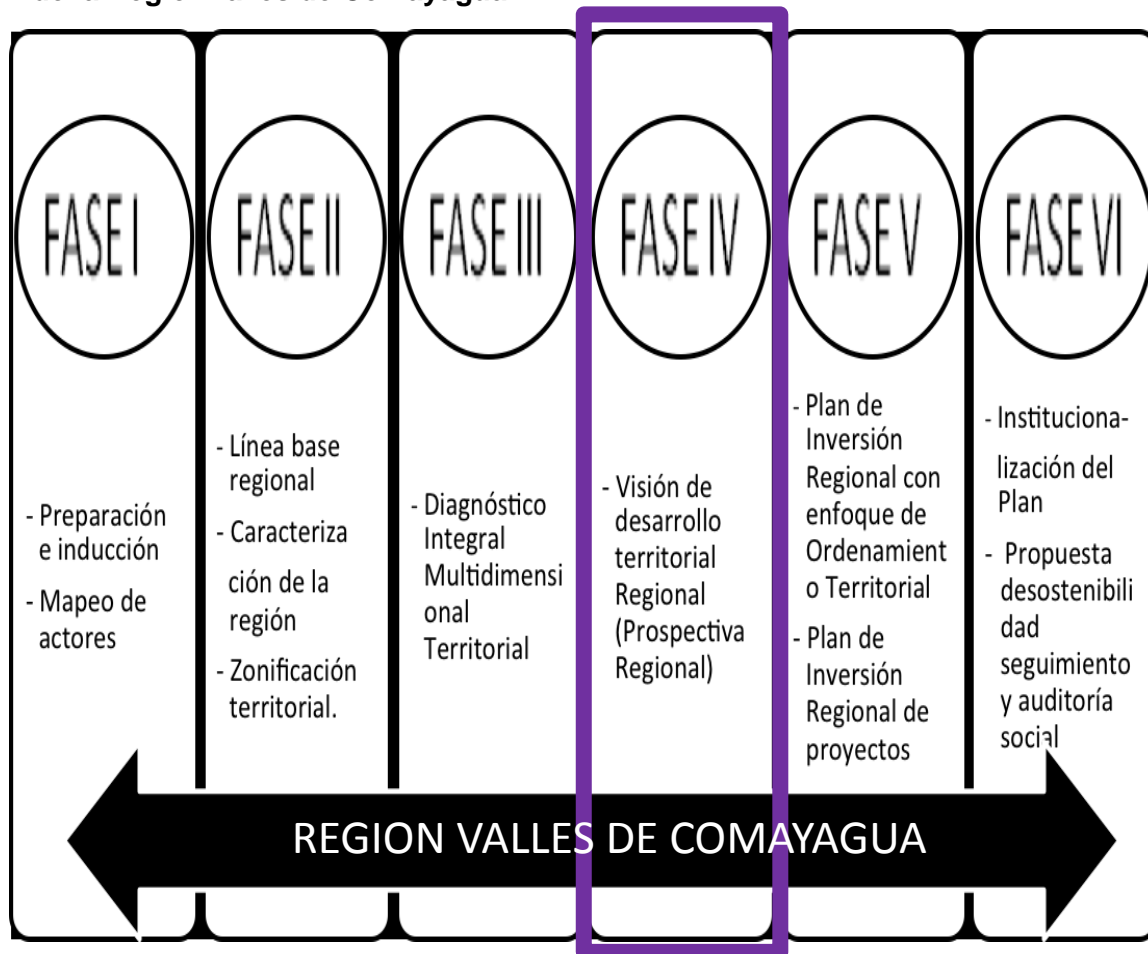 FASE I
- Preparación
e inducción
- Mapeo de
actores
FASE II
- Línea base
regional
- Caracteriza
ción de la
región
- Zonificación
territorial.
FASE III
- Diagnóstico
Integral
Multidimensi
onal
Territorial
FASE IV
- Visión de
desarrollo
territorial
Regional
(Prospectiva
Regional)
FASE V
- Plan de
Inversión
Regional con
enfoque de
Ordenamient
o Territorial
- Plan de
Inversión
Regional de
proyectos
FASE VI
- Instituciona-
lización del
Plan
- Propuesta
desostenibili
dad
seguimiento
y auditoría
social
REGION VALLES DE COMAYAGUA